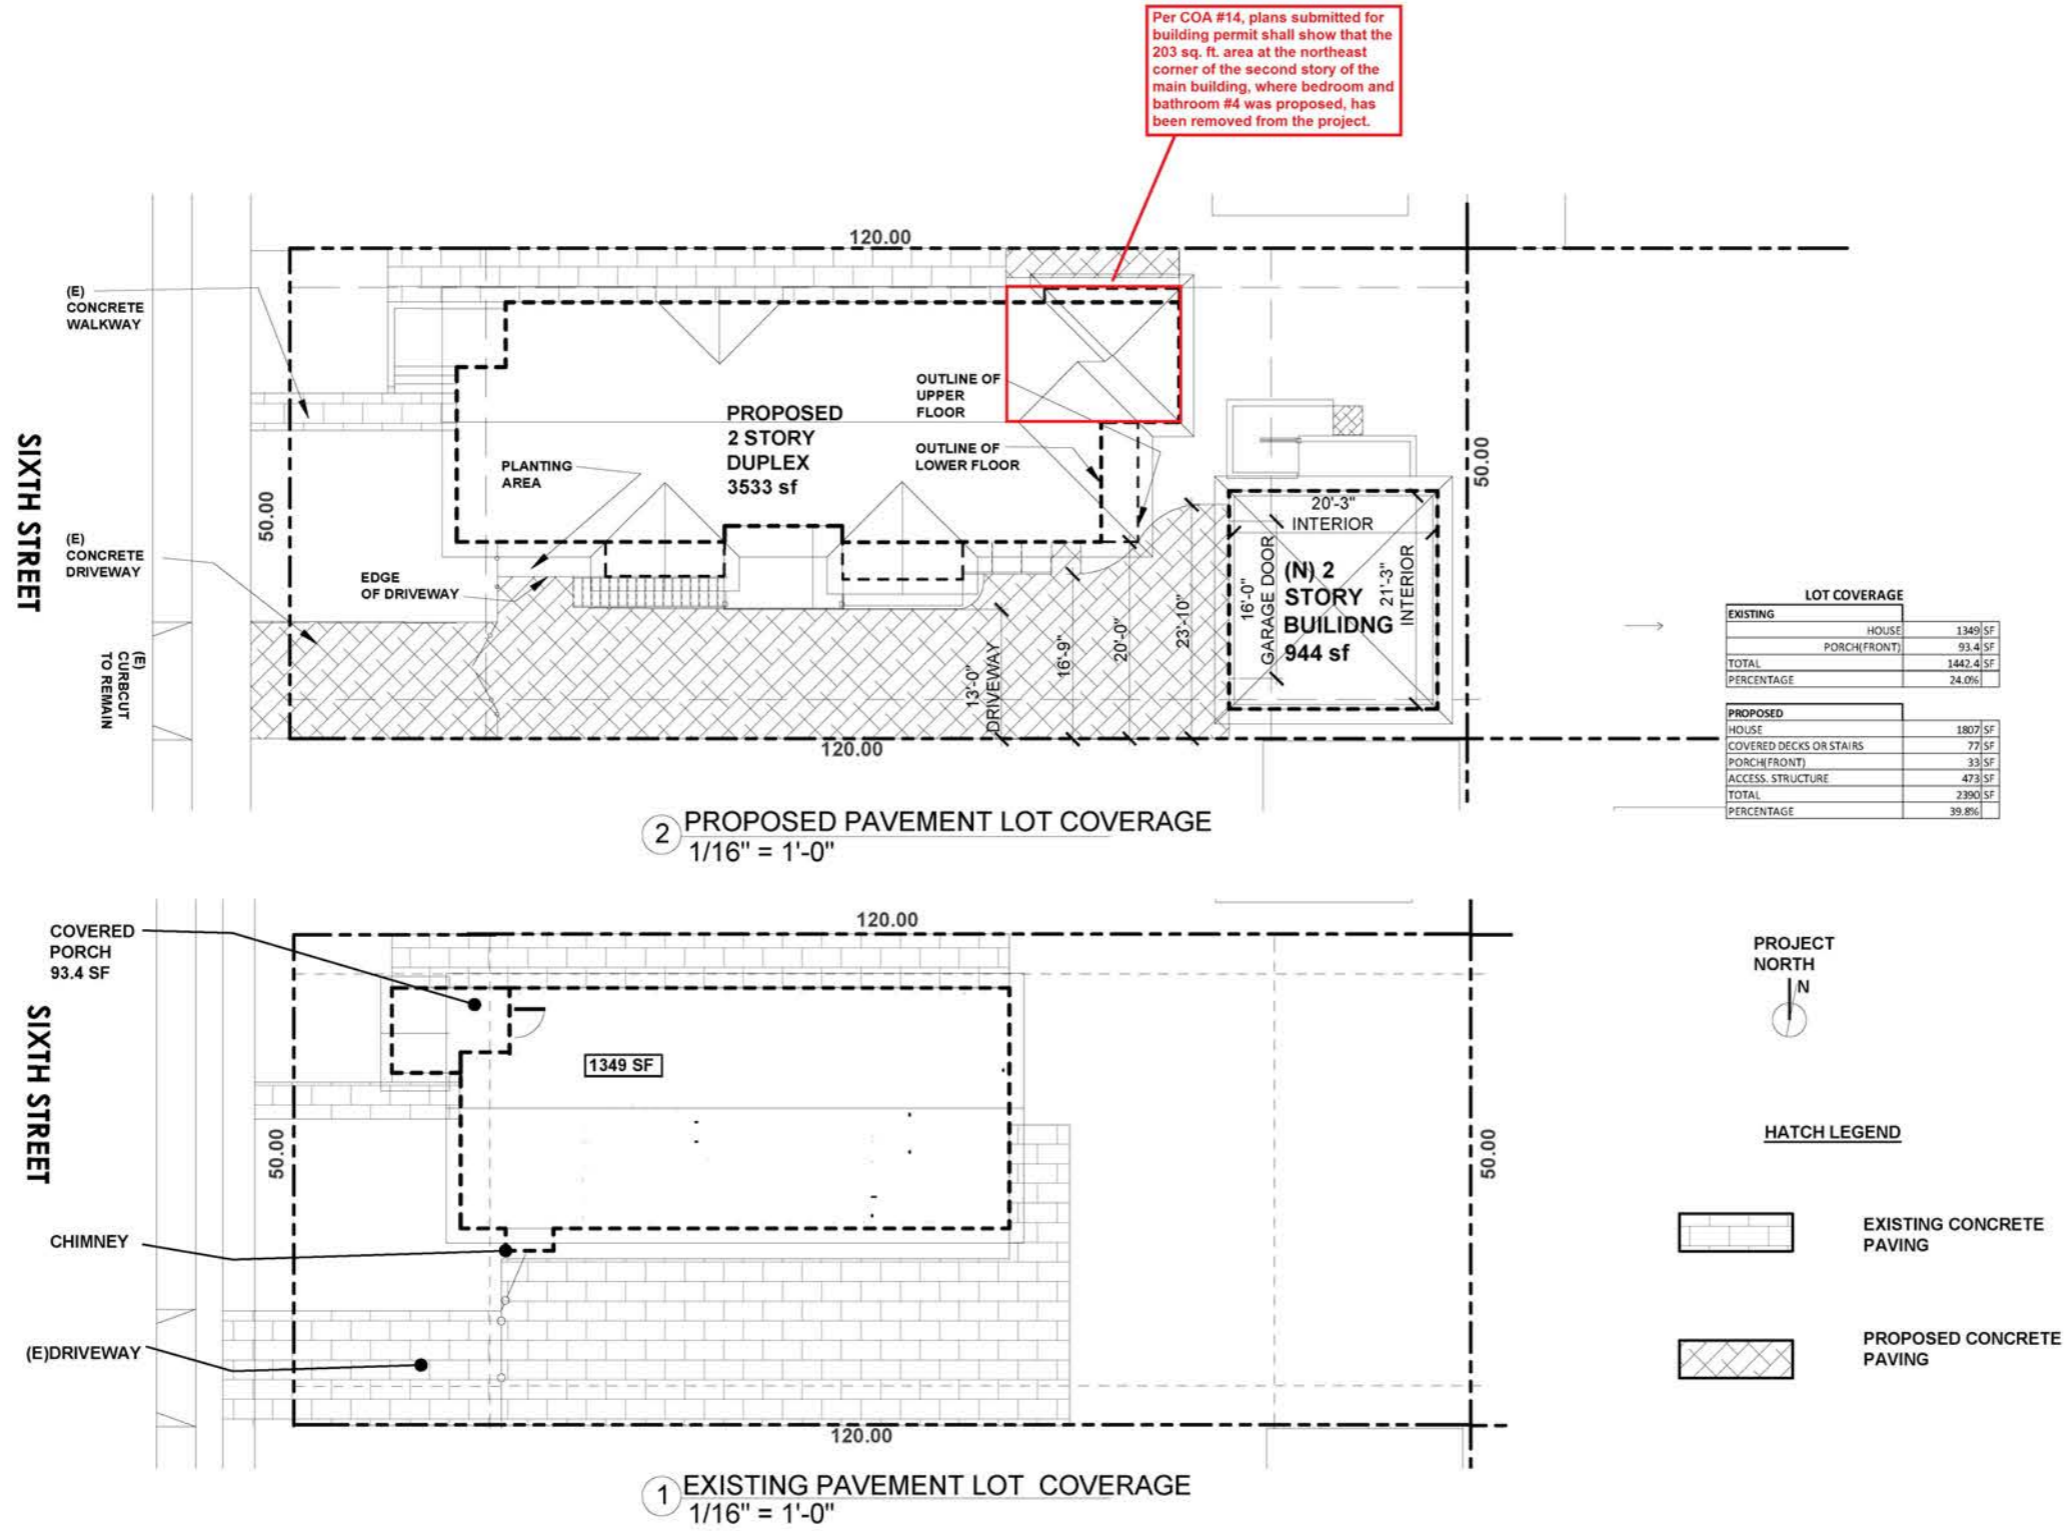 Per COA #14, plans submitted for
building permit shall show that the
203 sq. ft. area at the northeast
corner of the second story of the
main building, where bedroom and
bathroom #4 was proposed, has
been removed from the project.
120.00
(E)
CONCRETE
WALKWAY
SIXTH STREET
50.00
(E)
CONCRETE
DRIVEWAY
(E)
CURBCUT
TO REMAIN
EDGE
OF DRIVEWAY
PLANTING
AREA
PROPOSED
2 STORY
DUPLEX
3533 sf
OUTLINE OF
UPPER
FLOOR
OUTLINE OF
LOWER FLOOR
13'-0"
DRIVEWAY
16'-9"
20'-0"
23'-10"
20'-3"
INTERIOR
16'-0"
GARAGE DOOR
(N) 2
STORY
BUILIDNG
944 sf
21'-3"
INTERIOR
50.00
120.00
LOT COVERAGE
EXISTING
HOUSE 1349 SF
PORCH(FRONT) 93.4 SF
TOTAL 1442.4 SF
PERCENTAGE 24.0%
PROPOSED
HOUSE 1807 SF
COVERED DECKS OR STAIRS 77 SF
PORCH(FRONT) 33 SF
ACCESS. STRUCTURE 473 SF
TOTAL 2390 SF
PERCENTAGE 39.8%
2 PROPOSED PAVEMENT LOT COVERAGE
1/16" = 1'-0"
120.00
COVERED
PORCH
93.4 SF
SIXTH STREET
50.00
1349 SF
CHIMNEY
(E)DRIVEWAY
50.00
120.00
1 EXISTING PAVEMENT LOT COVERAGE
1/16" = 1'-0"
PROJECT
NORTH
N
HATCH LEGEND
EXISTING CONCRETE
PAVING
PROPOSED CONCRETE
PAVING